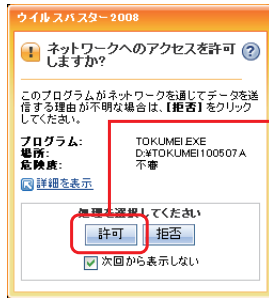 ウイルスバスター2008
ネットワークへのアクセスを許可
しますか?
このプログラムがネットワークを通じてデータを送
信する理由が不明な場合は、[拒否]をクリック
してください。
プログラム: TOKUMEI.EXE
場所: D:¥TOKUMEI100507A
危険度: 不審
詳細を表示
処理を選択してください
許可 拒否
次回から表示しない